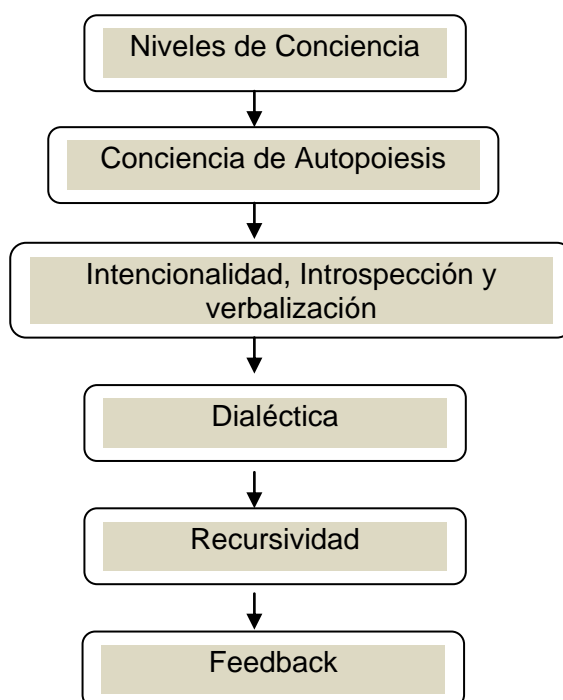 Niveles de Conciencia
Conciencia de Autopoiesis
Intencionalidad, Introspección y
verbalización
Dialéctica
Recursividad
Feedback